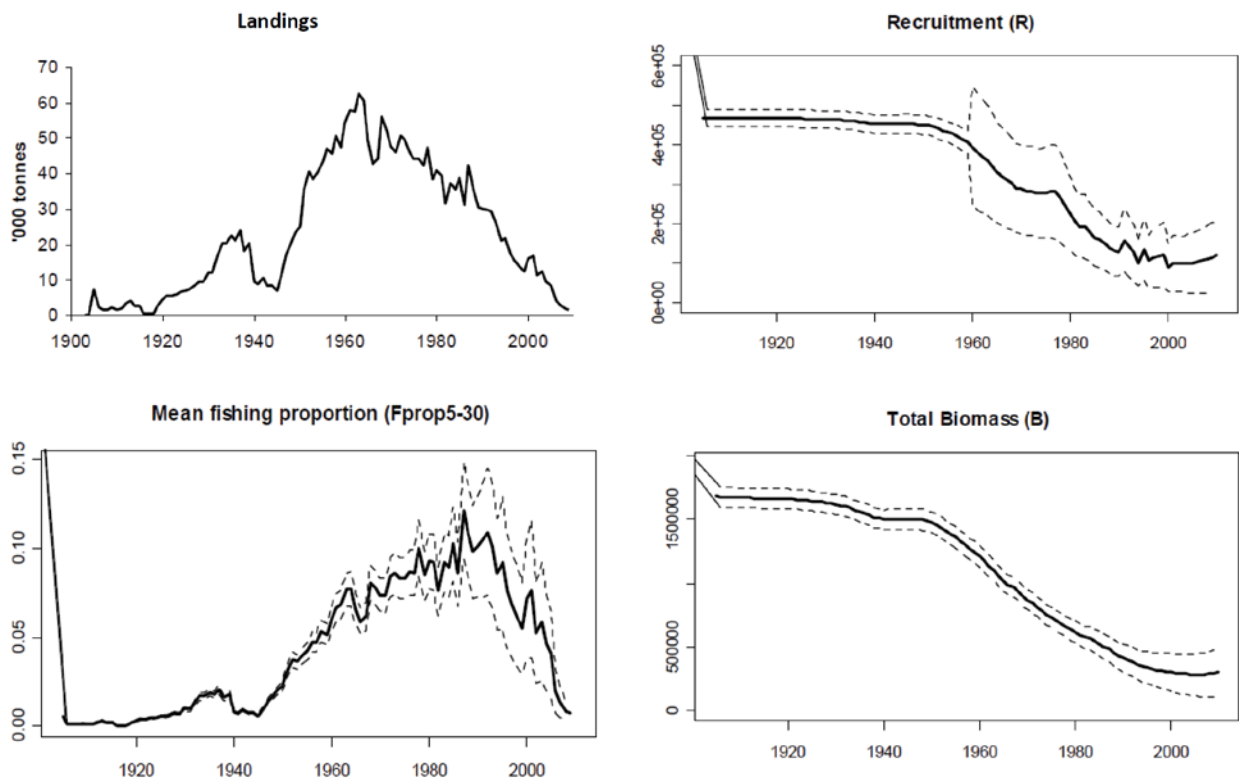 Landings
70
60
50
40
30
20
10
0
'000 tonnes
1900 1920 1940 1960 1980 2000
Recruitment (R)
6e+05
4e+05
2e+05
0e+00
1920 1940 1960 1980 2000
Mean fishing proportion (Fprop5-30)
0.15
0.10
0.05
0.00
1920 1940 1960 1980 2000
Total Biomass (B)
1500000
500000
0
1920 1940 1960 1980 2000